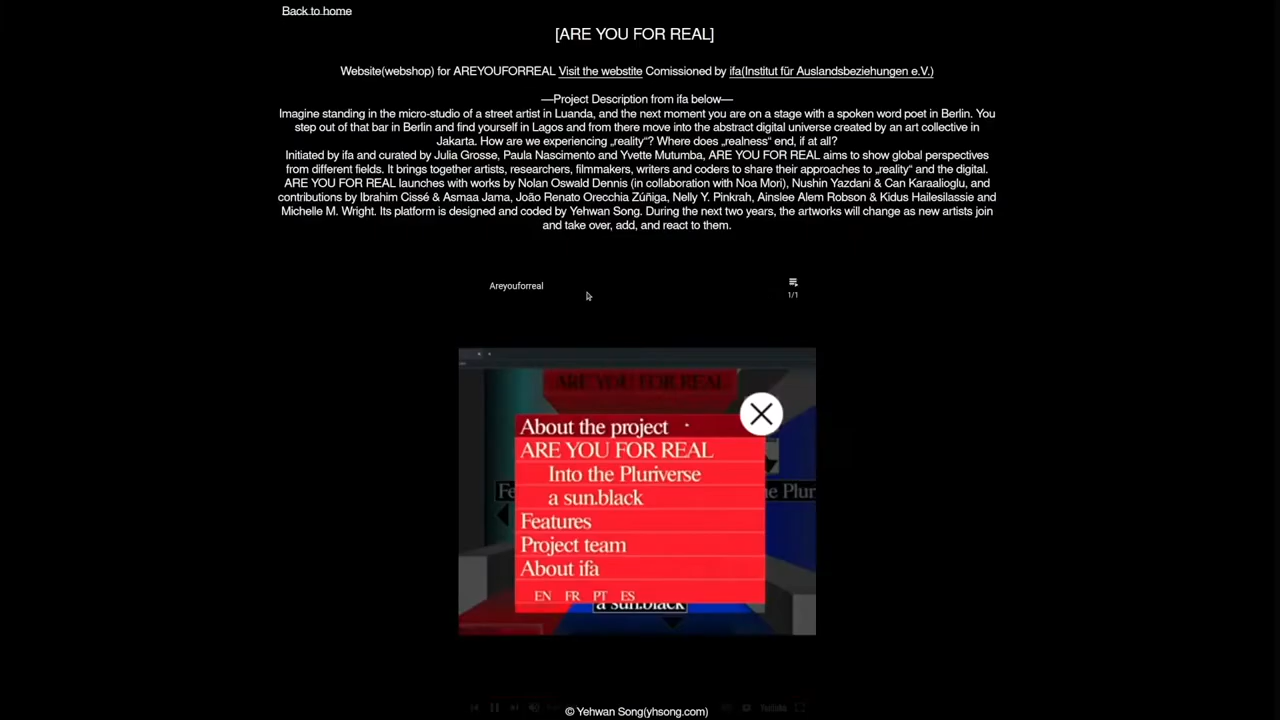 Back to home
[ARE YOU FOR REAL]
Website(webshop) for AREYOUFORREAL Visit the webstite Comissioned by ifa(Institut für Auslandsbeziehungen e.V.)
—Project Description from ifa below—
Imagine standing in the micro-studio of a street artist in Luanda, and the next moment you are on a stage with a spoken word poet in Berlin. You
step out of that bar in Berlin and find yourself in Lagos and from there move into the abstract digital universe created by an art collective in
Jakarta. How are we experiencing „reality“? Where does „realness“ end, if at all?
Initiated by ifa and curated by Julia Grosse, Paula Nascimento and Yvette Mutumba, ARE YOU FOR REAL aims to show global perspectives
from different fields. It brings together artists, researchers, filmmakers, writers and coders to share their approaches to „reality“ and the digital.
ARE YOU FOR REAL launches with works by Nolan Oswald Dennis (in collaboration with Noa Mori), Nushin Yazdani & Can Karaalioglu, and
contributions by Ibrahim Cissé & Asmaa Jama, João Renato Orecchia Zúñiga, Nelly Y. Pinkrah, Ainslee Alem Robson & Kidus Hailesilassie and
Michelle M. Wright. Its platform is designed and coded by Yehwan Song. During the next two years, the artworks will change as new artists join
and take over, add, and react to them.
Areyouforreal
1/1
ARE YOU FOR REAL
About the project
ARE YOU FOR REAL
Into the Pluriverse
a sun.black
Fe
he Plur
Features
Project team
About ifa
EN FR PT ES
a sun.black
YouTube
© Yehwan Song(yhsong.com)